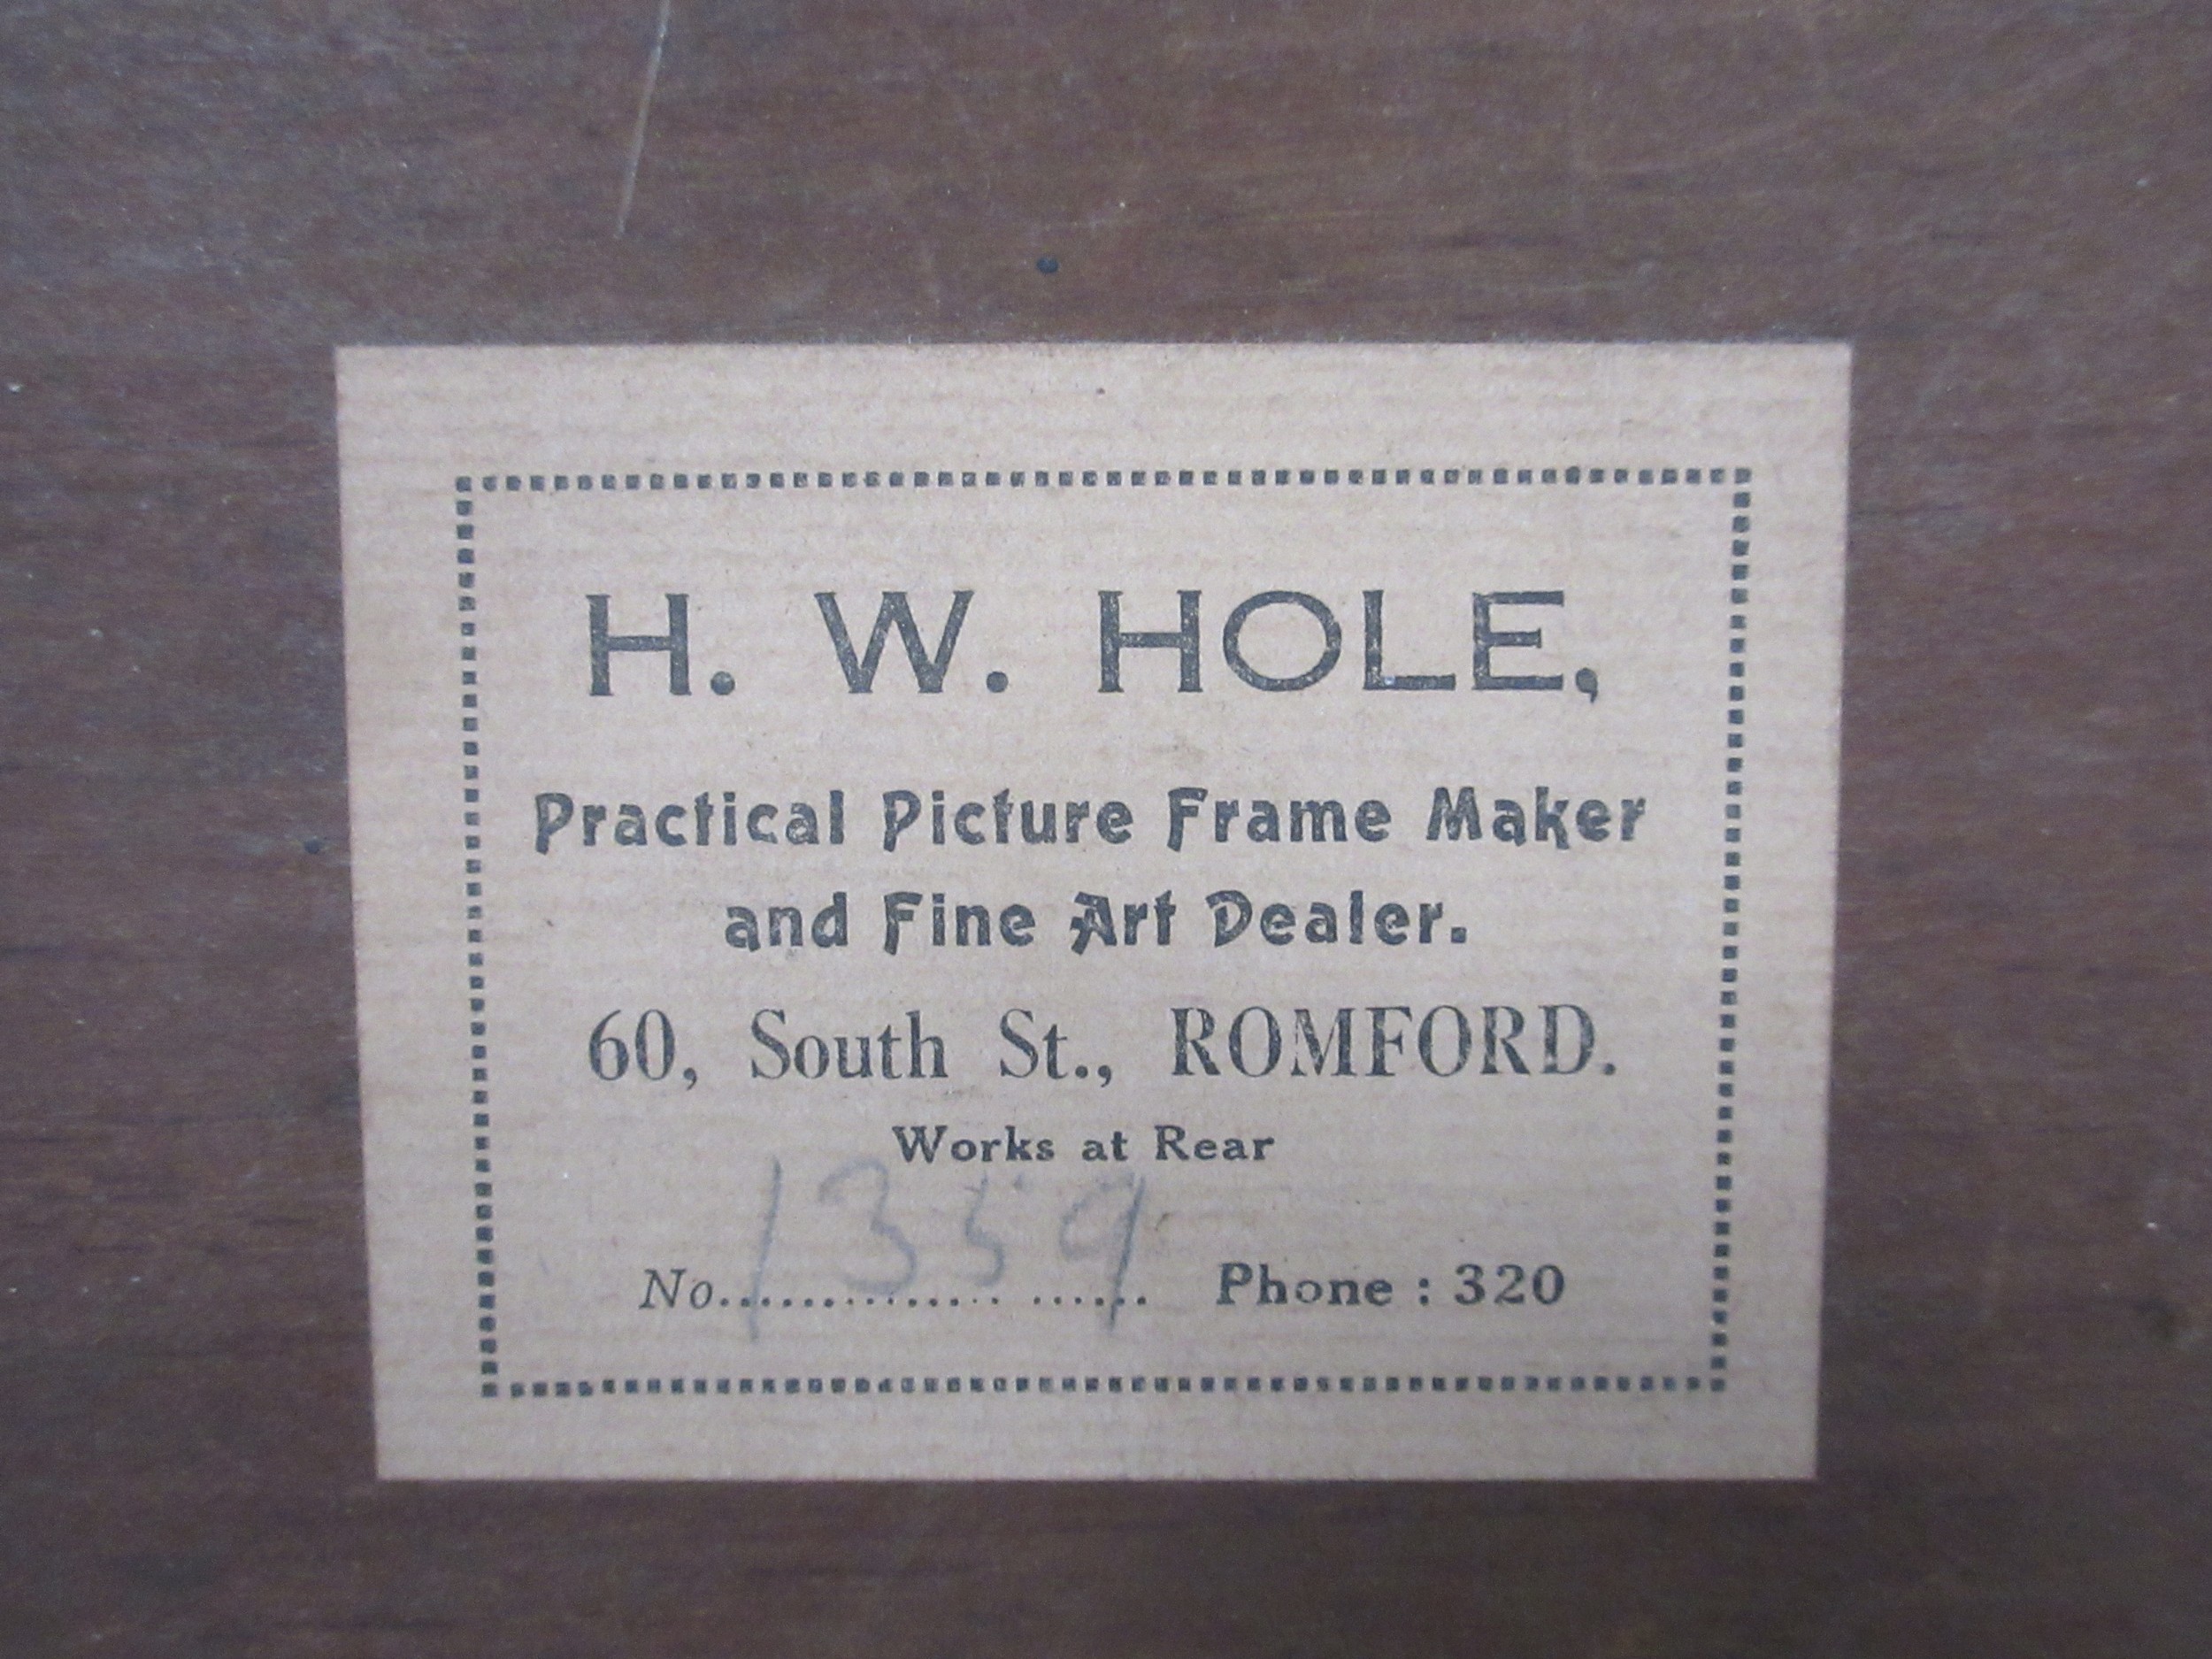 H. W. HOLE,
Practical Picture Frame Maker
and Fine Art Dealer.
60, South St., ROMFORD.
Works at Rear
No. 1359 Phone : 320